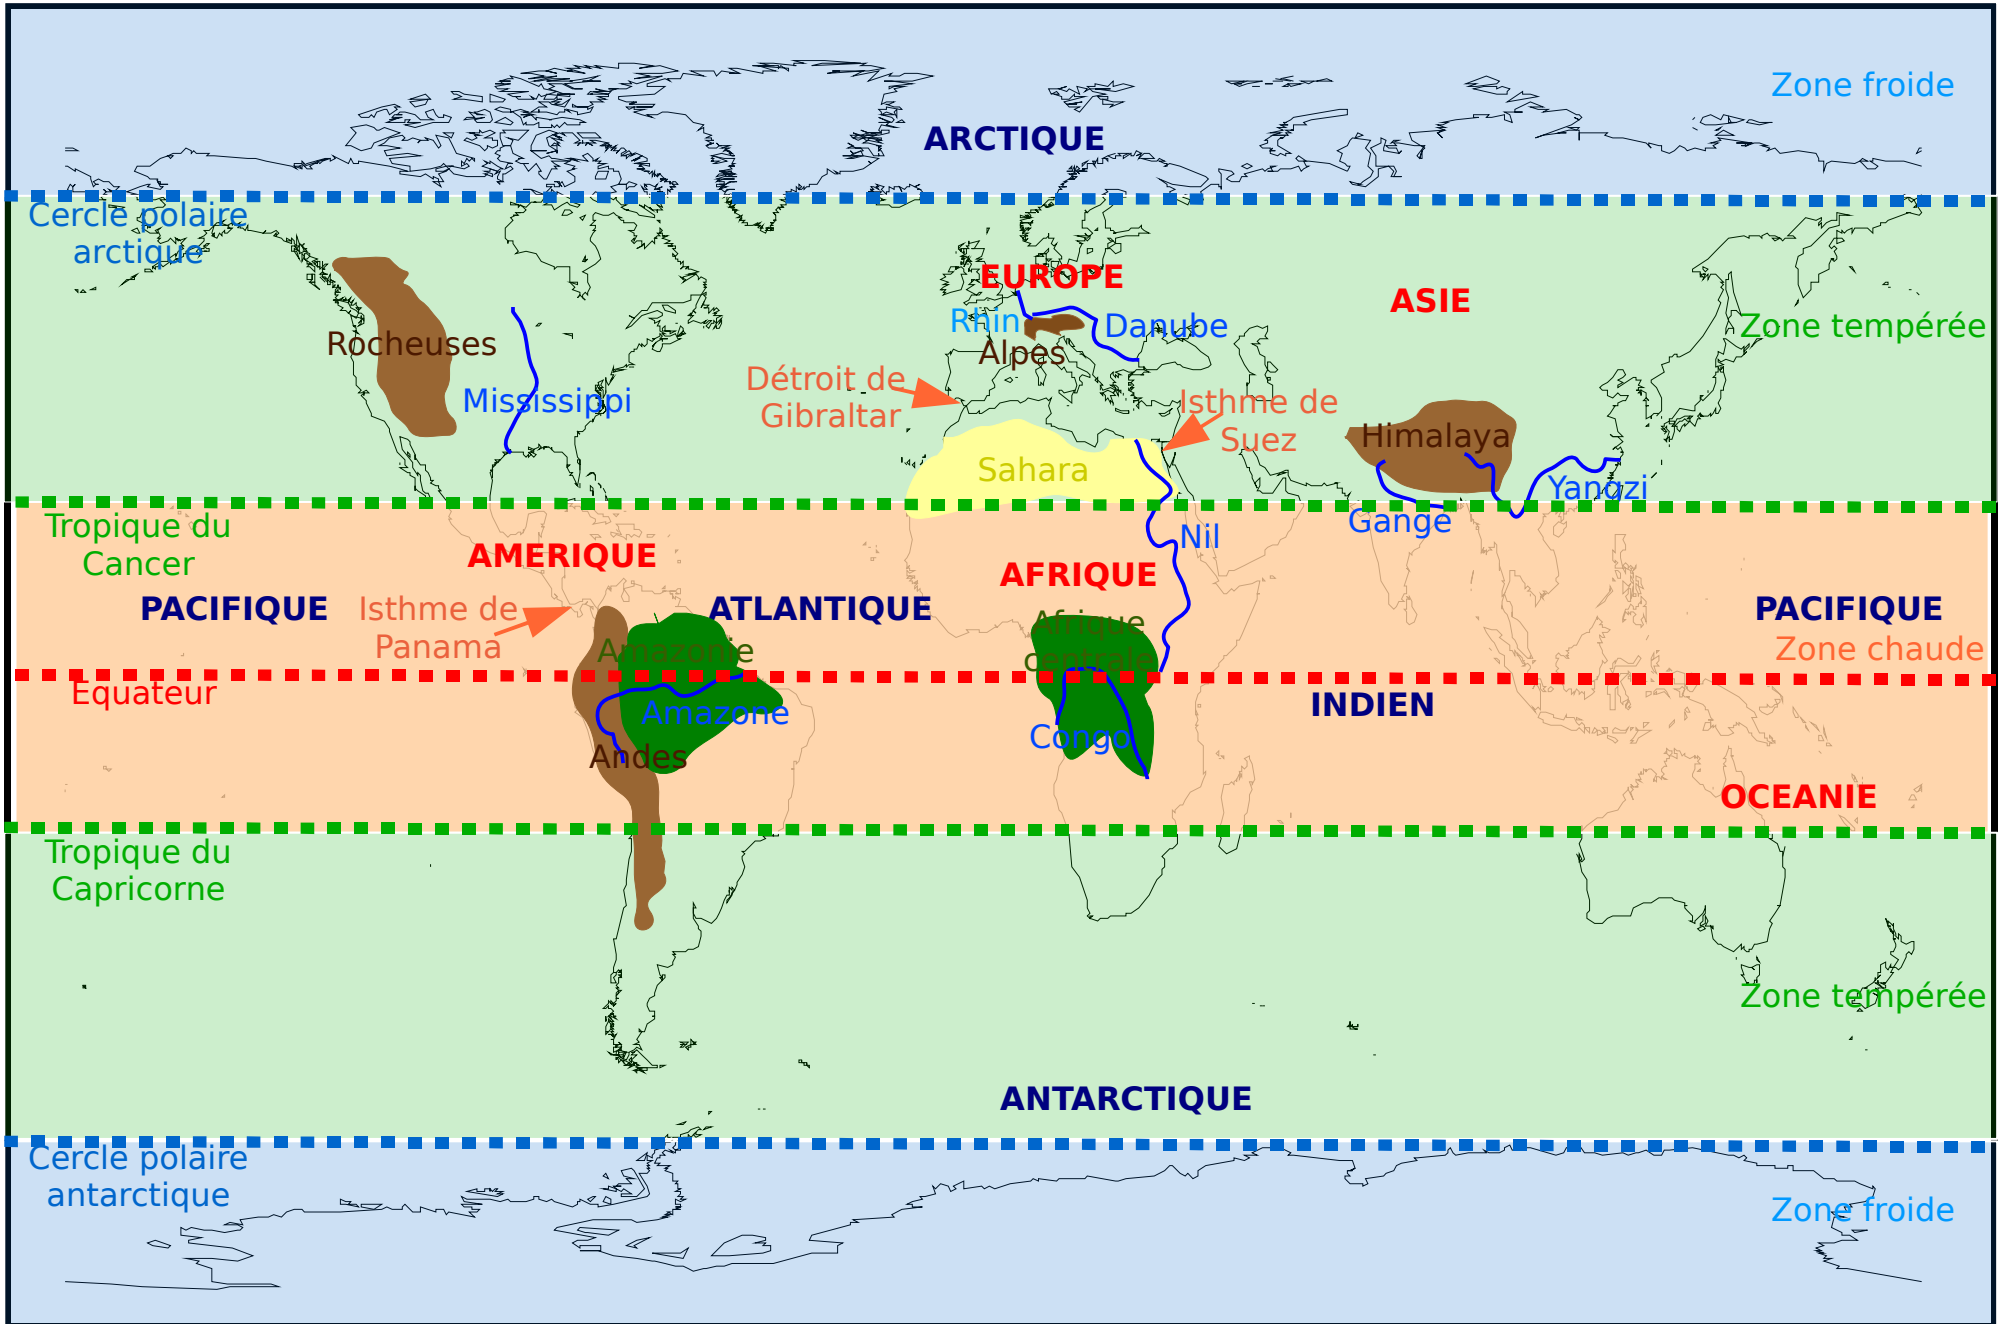 Zone froide
ARCTIQUE
Cercle polaire
arctique
EUROPE
ASIE
Rhin
Danube
Zone tempérée
Rocheuses
Alpes
Détroit de
Gibraltar
Mississippi
Isthme de
Suez
Himalaya
Sahara
Yangzi
Tropique du
Cancer
Gange
Nil
AMERIQUE
AFRIQUE
PACIFIQUE
Isthme de
Panama
ATLANTIQUE
Afrique
centrale
PACIFIQUE
Amazonie
Zone chaude
Equateur
INDIEN
Amazone
Congo
Andes
OCEANIE
Tropique du
Capricorne
Zone tempérée
ANTARCTIQUE
Cercle polaire
antarctique
Zone froide